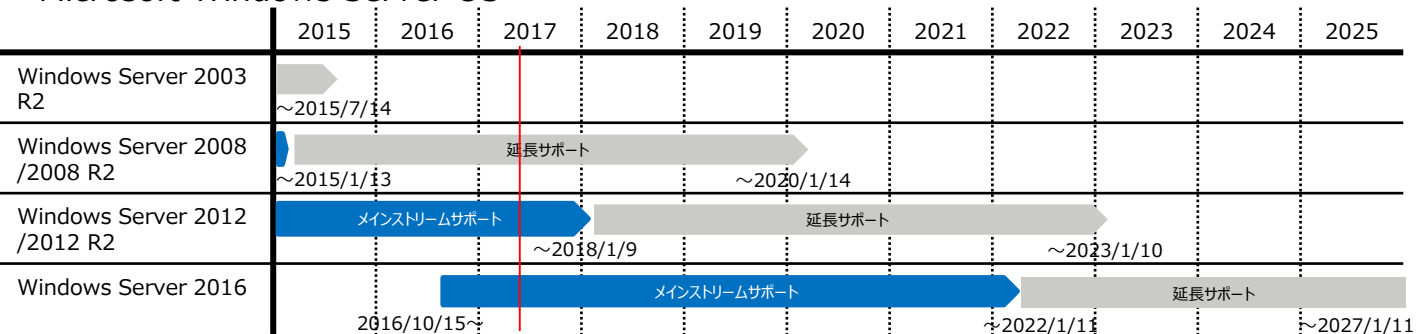 Microsoft Windows Server OS
2015 2016 2017 2018 2019 2020 2021 2022 2023 2024 2025
Windows Server 2003
R2
～2015/7/14
Windows Server 2008
/2008 R2
延長サポート
～2015/1/13
～2020/1/14
Windows Server 2012
/2012 R2
メインストリームサポート
延長サポート
～2018/1/9
～2023/1/10
Windows Server 2016
メインストリームサポート
延長サポート
2016/10/15～
～2022/1/11
～2027/1/11